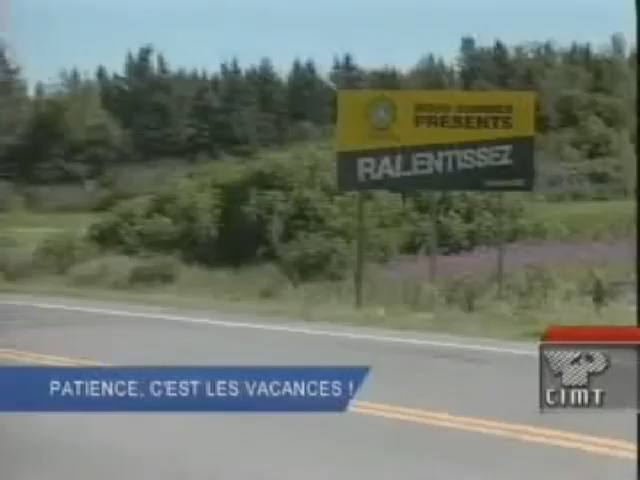 PRESENTS
RALENTISSEZ
PATIENCE, C'EST LES VACANCES !
CIMT